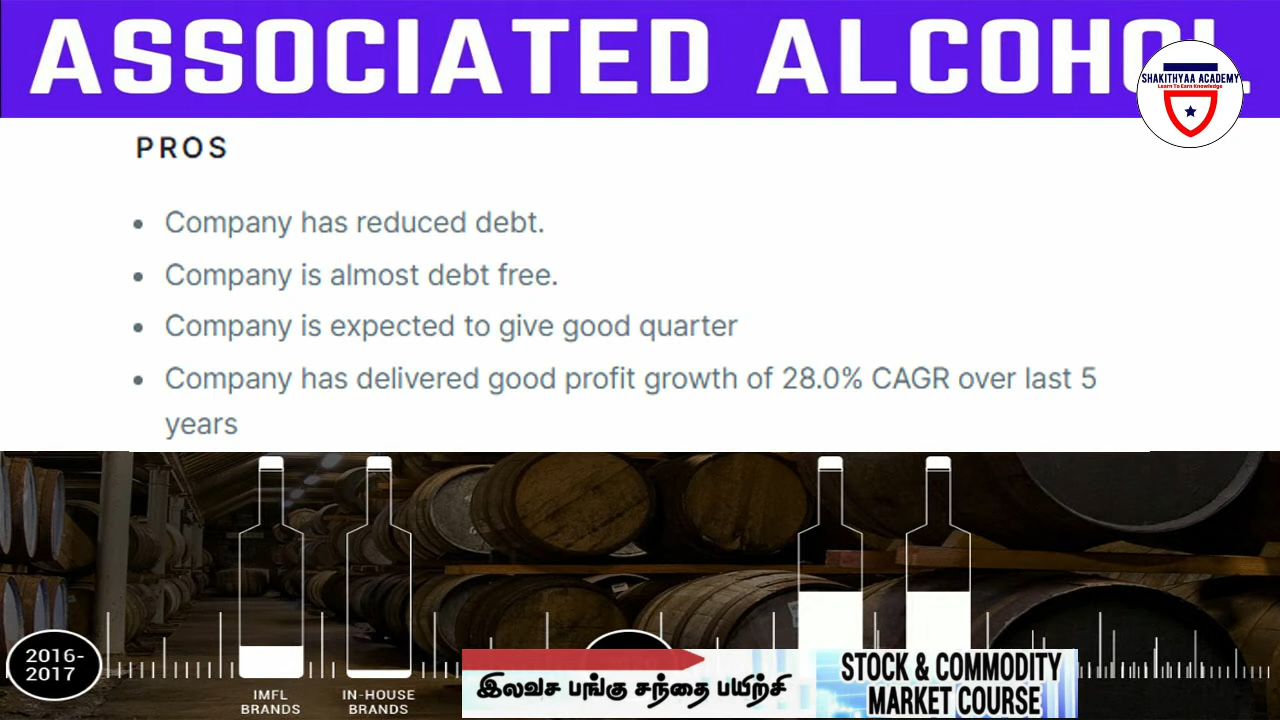 ASSOCIATED ALCOHOL
SHAKITHYAA ACADEMY
Learn To Earn Knowledge
PROS
Company has reduced debt.
Company is almost debt free.
Company is expected to give good quarter
Company has delivered good profit growth of 28.0% CAGR over last 5
years
2016-
2017
IMFL
BRANDS
IN-HOUSE
BRANDS
இலவச பங்கு சந்தை பயிற்சி
STOCK & COMMODITY
MARKET COURSE